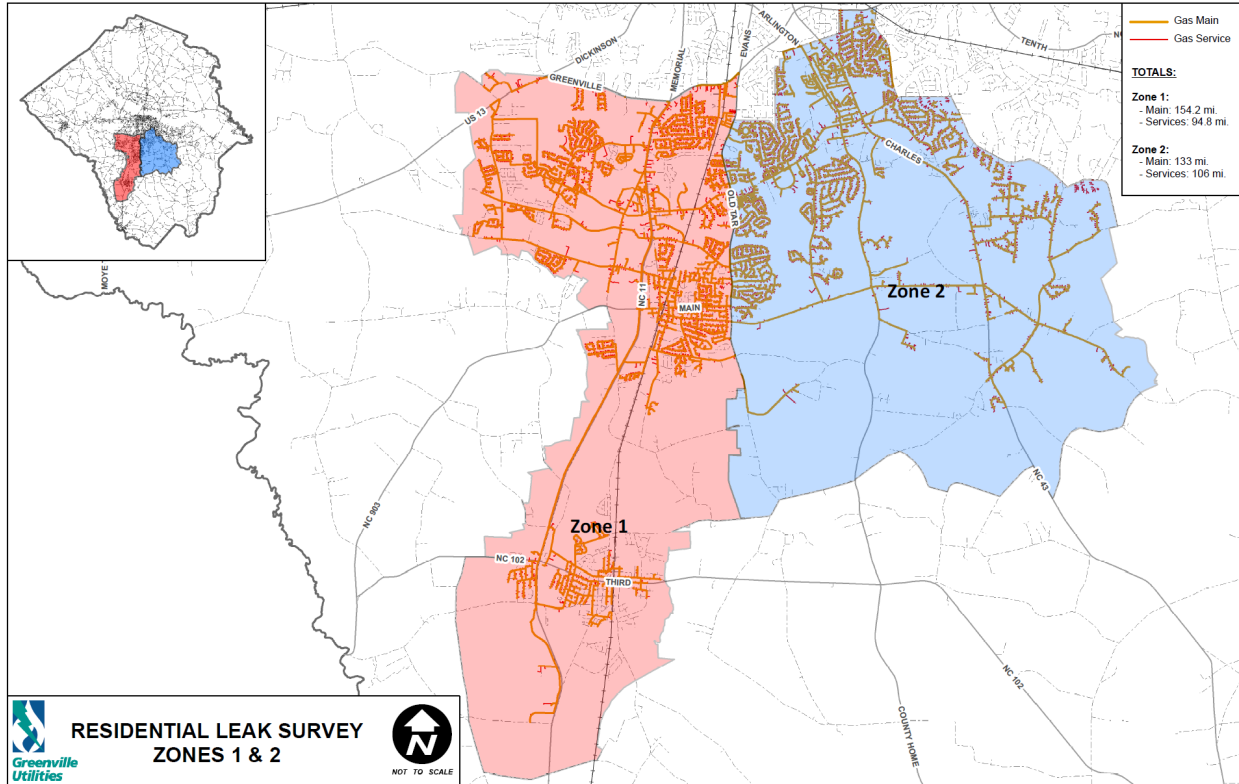 Gas Main
Gas Service
TOTALS:
Zone 1:
- Main: 154.2 mi.
- Services: 94.8 mi.
Zone 2:
- Main: 133 mi.
- Services: 106 mi.
DICKINSON
MEMORIAL
EVANS
ARLINGTON
TENTH
GREENVILLE
US 13
CHARLES
OLD TAR
MOYE
NC 11
MAIN
Zone 2
NC 43
NC 903
Zone 1
NC 102
THIRD
NC 102
COUNTY HOME
Greenville
Utilities
RESIDENTIAL LEAK SURVEY
ZONES 1 & 2
N
NOT TO SCALE